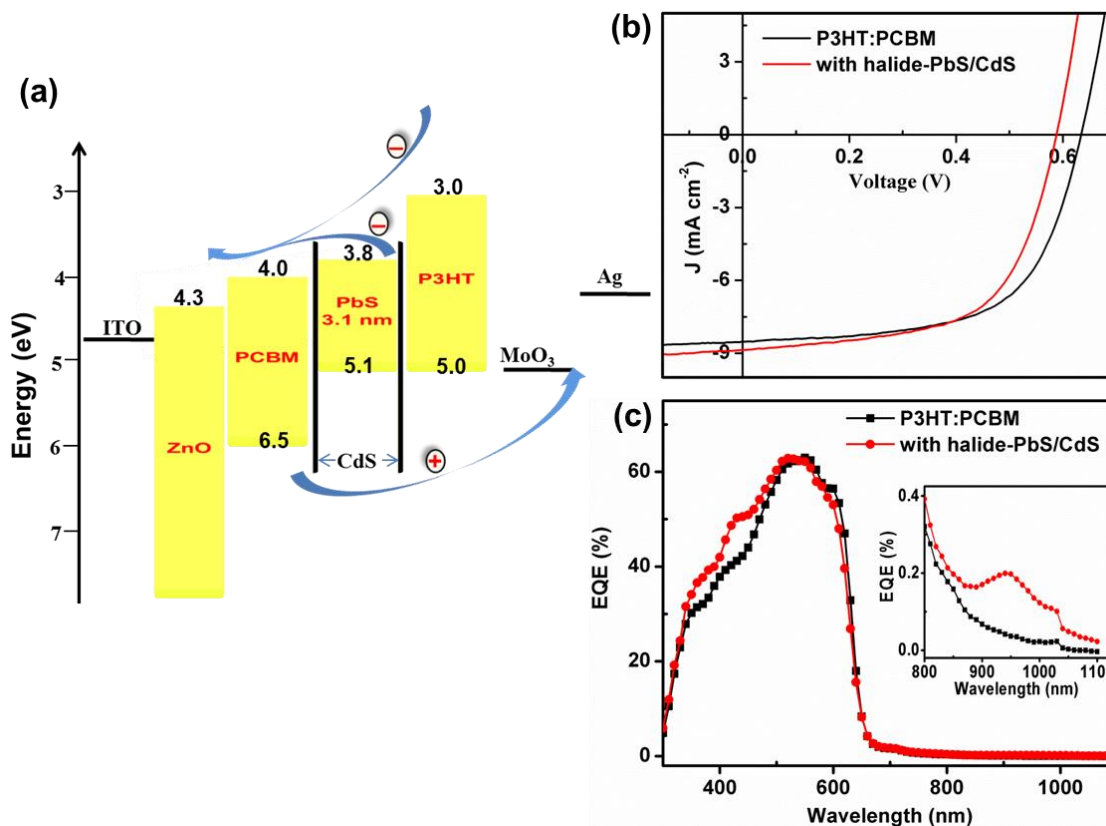 (a)
Energy (eV)
3
4
5
6
7
ITO
4.3
ZnO
4.0
PCBM
6.5
3.8
PbS
3.1 nm
5.1
CdS
3.0
P3HT
5.0
MoO3
Ag
−
−
+
(b)
P3HT:PCBM
with halide-PbS/CdS
3
0
-3
-6
-9
J (mA cm-2)
0.0
0.2
0.4
0.6
Voltage (V)
(c)
P3HT:PCBM
with halide-PbS/CdS
60
40
20
0
EQE (%)
400
600
800
1000
Wavelength (nm)
0.4
0.2
0.0
EQE (%)
800
900
1000
110
Wavelength (nm)